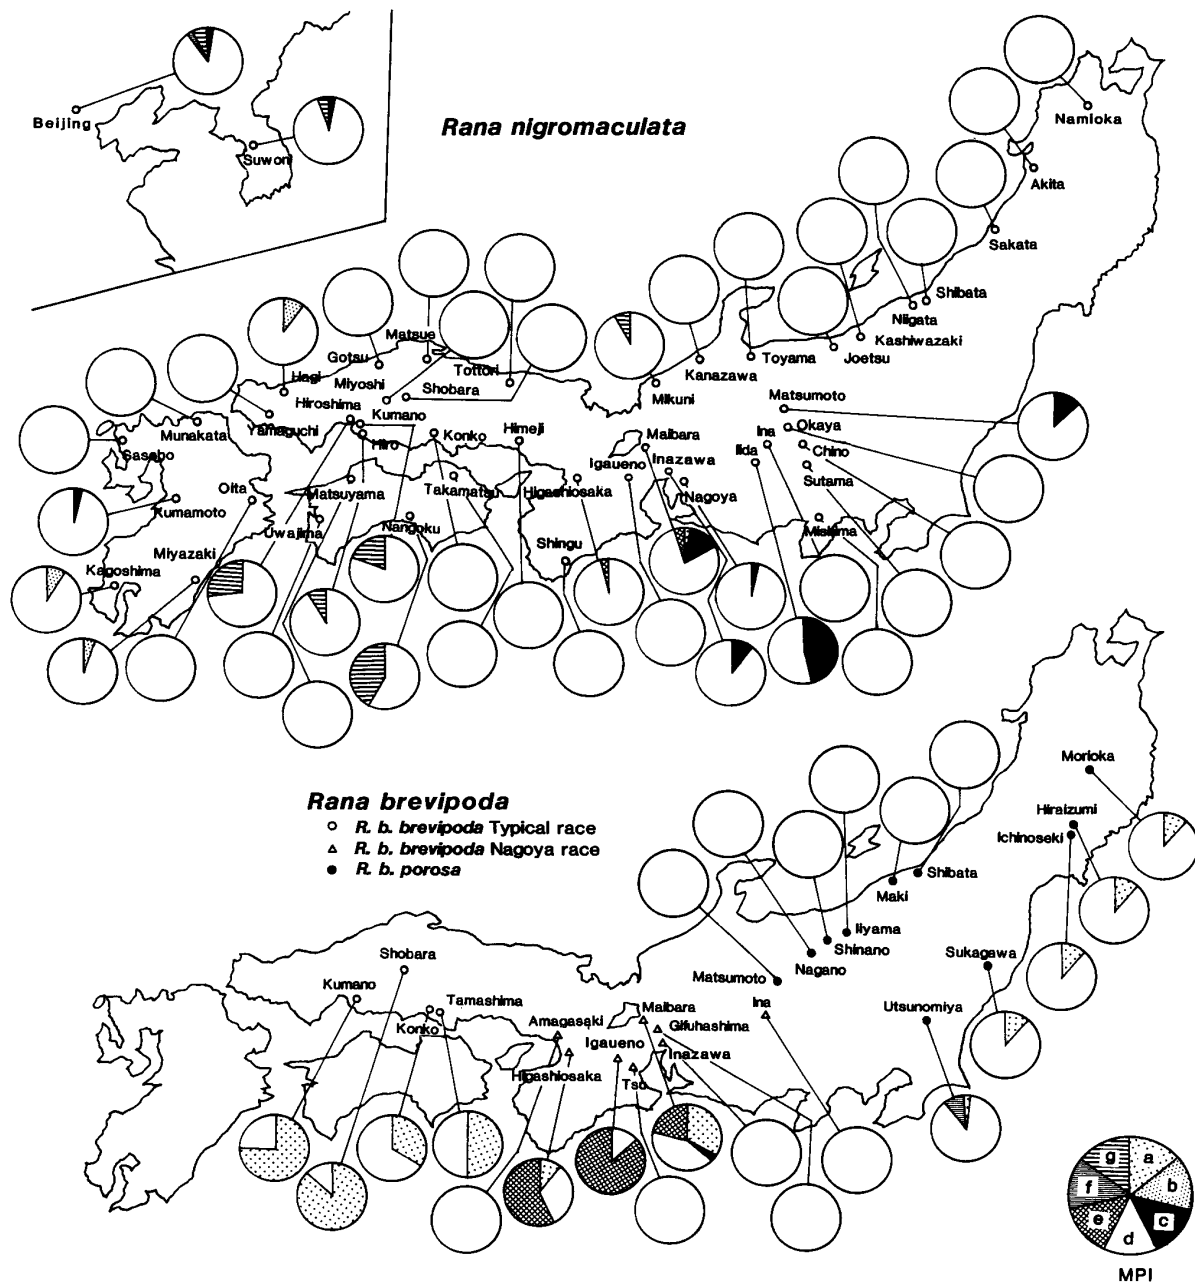 Beijing
Suwon
Rana nigromaculata
Namioka
Akita
Sakata
Shibata
Niigata
Kashiwazaki
Joetsu
Toyama
Kanazawa
Mikuni
Matsue
Gotsu
Tottori
Hagi
Miyoshi
Shobara
Hiroshima
Kumano
Matsumoto
Munakata
Yamaguchi
Hiro
Konko
Himeji
Maibara
Ina
Okaya
Sasebo
Iida
Chino
Igaueno
Inazawa
Sutama
Oita
Matsuyama
Takamatsu
Higashiosaka
Nagoya
Kumamoto
Uwajima
Nangoku
Mishima
Miyazaki
Shingu
Kagoshima
Rana brevipoda
R. b. brevipoda Typical race
R. b. brevipoda Nagoya race
R. b. porosa
Morioka
Hiraizumi
Ichinoseki
Shibata
Maki
Iiyama
Shinano
Nagano
Sukagawa
Matsumoto
Utsunomiya
Shobara
Kumano
Tamashima
Konko
Maibara
Ina
Amagasaki
Gifuhashima
Igaueno
Inazawa
Higashiosaka
Tsu
g a
f b
e c
d
MPI